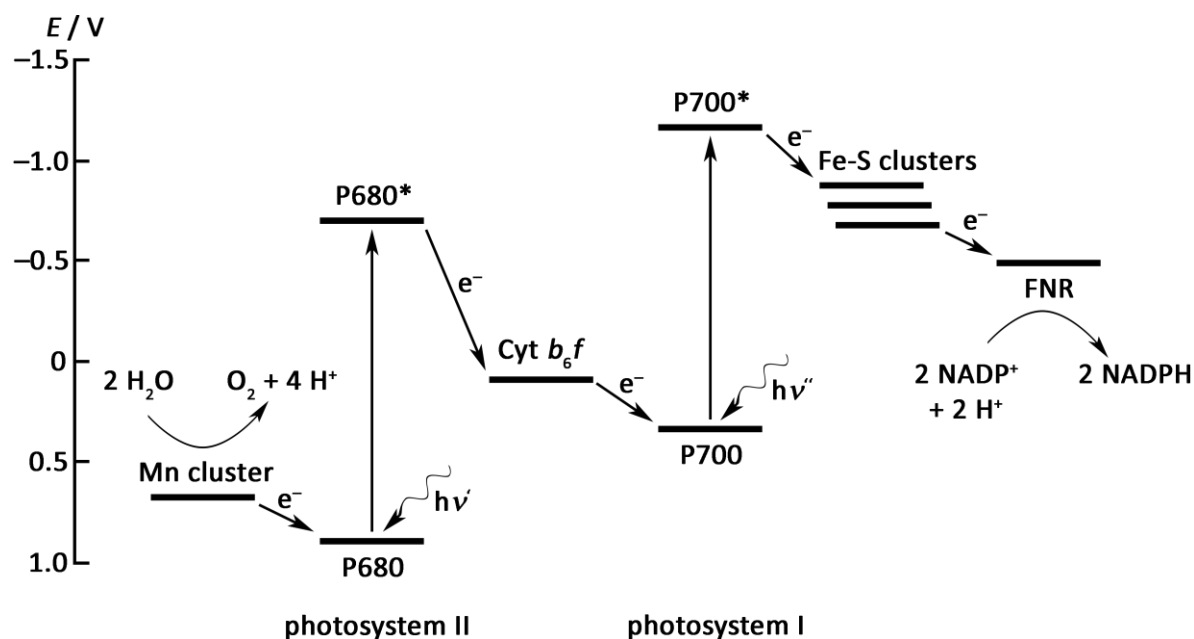 E / V
–1.5
P700*
e–
–1.0
Fe-S clusters
P680*
e–
–0.5
e–
FNR
0
Cyt b₆f
2 H₂O
O₂ + 4 H⁺
e–
hν″
2 NADP⁺
+ 2 H⁺
2 NADPH
0.5
P700
Mn cluster
e–
hν′
1.0
P680
photosystem II
photosystem I